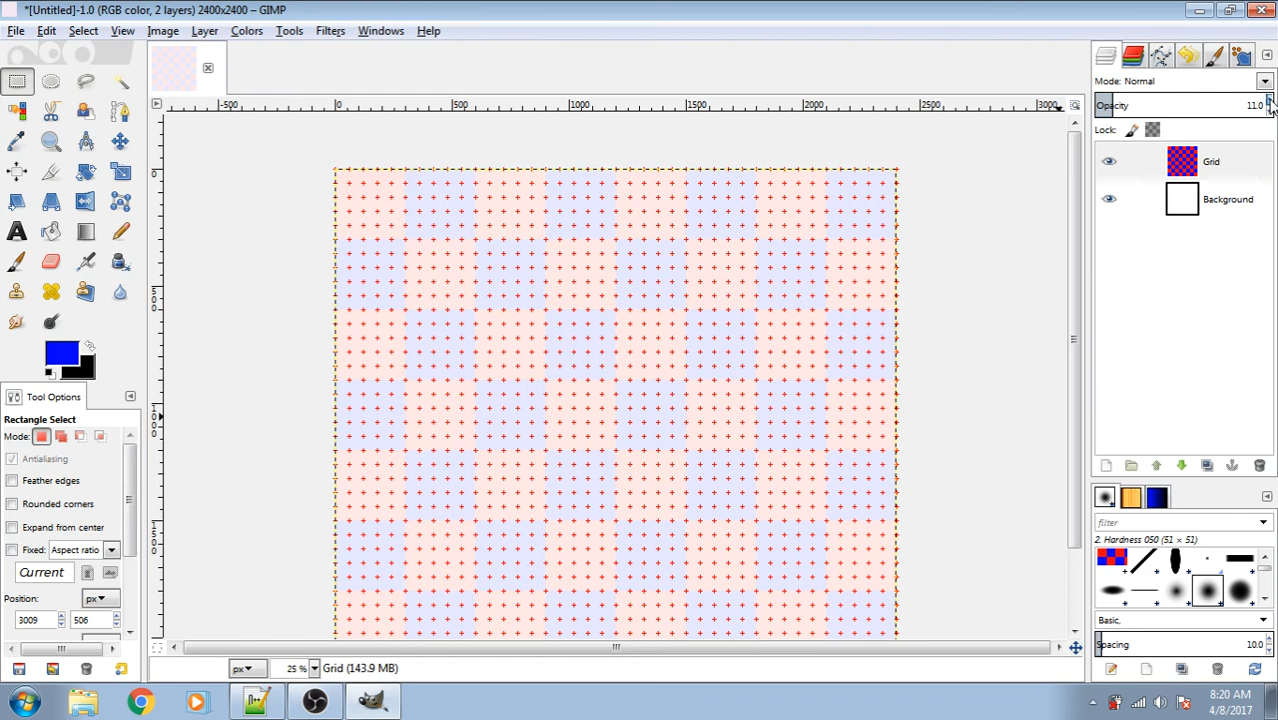 *[Untitled]-1.0 (RGB color, 2 layers) 2400x2400 – GIMP
File Edit Select View Image Layer Colors Tools Filters Windows Help
Mode: Normal
Opacity 11.0
Lock:
Grid
Background
-500 0 500 1000 1500 2000 2500 3000
0
500
1000
150
Tool Options
Rectangle Select
Mode:
Antialiasing
Feather edges
Rounded corners
Expand from center
Fixed: Aspect ratio
Current
Position:
px
3009 506
filter
2. Hardness 050 (51 × 51)
Basic,
Spacing 10.0
px 25 % Grid (143.9 MB)
8:20 AM
4/8/2017